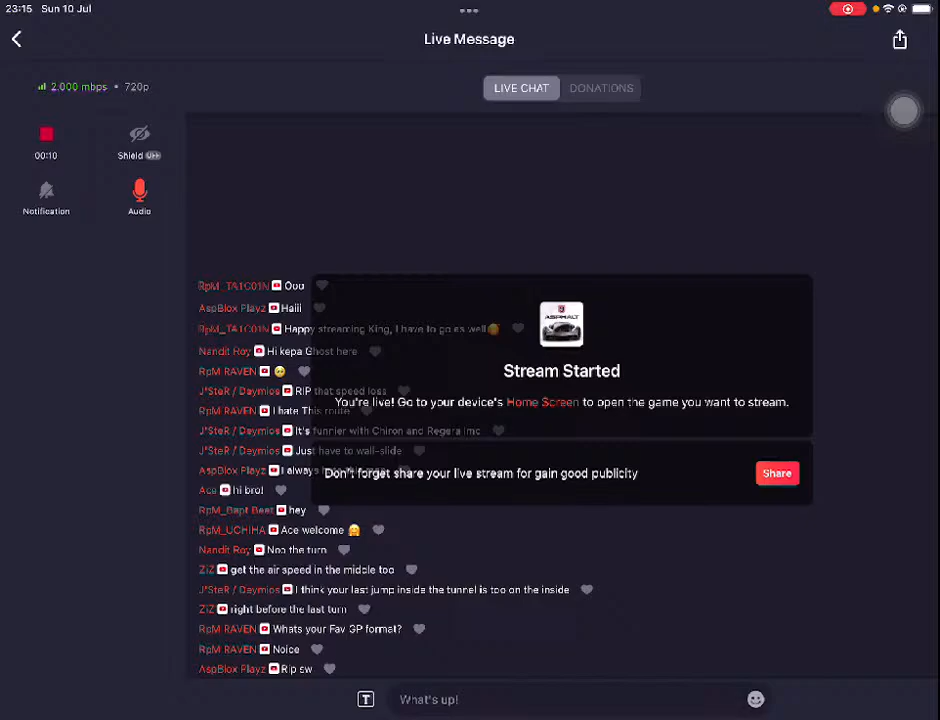 23:15 Sun 10 Jul
Live Message
2.000 mbps • 720p
LIVE CHAT DONATIONS
00:10
Shield OFF
Notification
Audio
RpM_TA1C01N Ooo
AspBlox Playz Haiii
RpM_TA1C01N Happy streaming King, I have to go as well
Nandit Roy Hi kepa Ghost here
RpM RAVEN
J'SteR / Deymios RIP that speed loss
RpM RAVEN I hate This route
J'SteR / Deymios It's funnier with Chiron and Regera imo
J'SteR / Deymios Just have to wall-slide
AspBlox Playz I always
Ace hi bro!
RpM_Bapt Beat hey
RpM_UCHiHA Ace welcome
Nandit Roy Noo the turn
ZiZ get the air speed in the middle too
J'SteR / Deymios I think your last jump inside the tunnel is too on the inside
ZiZ right before the last turn
RpM RAVEN Whats your Fav GP format?
RpM RAVEN Noice
AspBlox Playz Rip sw
ASPHALT
Stream Started
You're live! Go to your device's Home Screen to open the game you want to stream.
Don't forget share your live stream for gain good publicity
Share
T What's up!